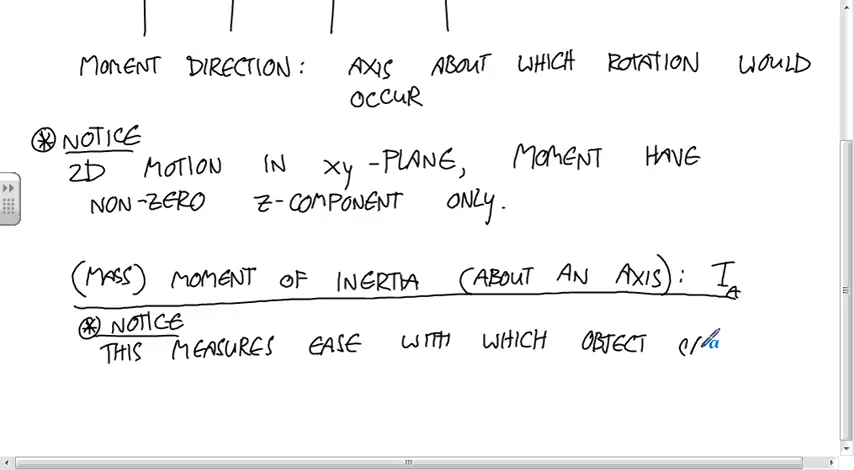 MOMENT DIRECTION: AXIS ABOUT WHICH ROTATION WOULD
OCCUR
* NOTICE
2D MOTION IN xy-PLANE, MOMENT HAVE
NON-ZERO Z-COMPONENT ONLY.
(MASS) MOMENT OF INERTIA (ABOUT AN AXIS): I_A
* NOTICE
THIS MEASURES EASE WITH WHICH OBJECT